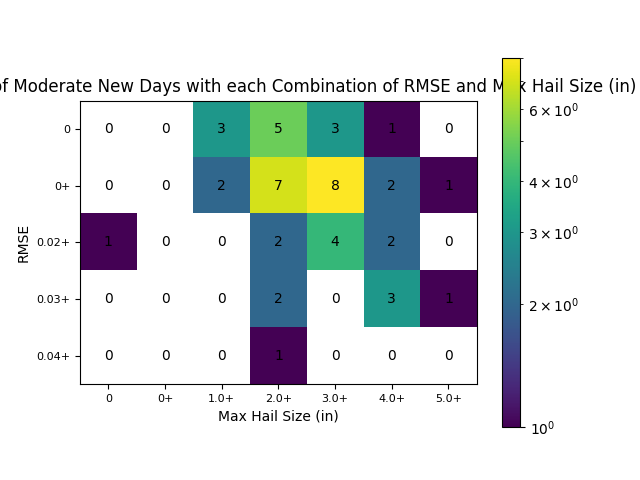 of Moderate New Days with each Combination of RMSE and Max Hail Size (in)
0 0 0 3 5 3 1 0
0+ 0 0 2 7 8 2 1
0.02+ 1 0 0 2 4 2 0
0.03+ 0 0 0 2 0 3 1
0.04+ 0 0 0 1 0 0 0
RMSE
0 0+ 1.0+ 2.0+ 3.0+ 4.0+ 5.0+
Max Hail Size (in)
6×10⁰
4×10⁰
3×10⁰
2×10⁰
10⁰